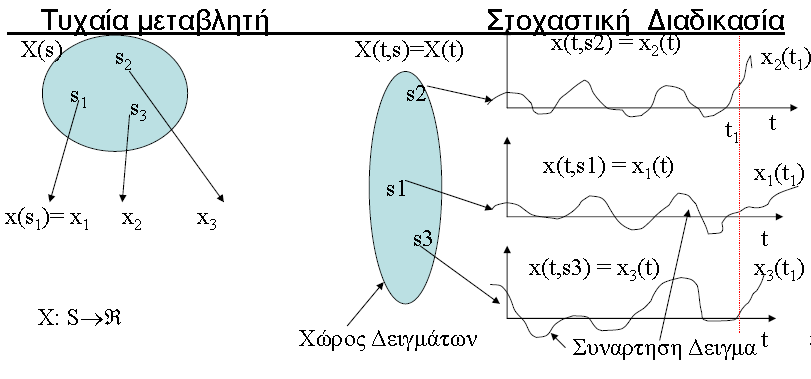 Τυχαία μεταβλητή
X(s)
s2
s1
s3
x(s1)= x1 x2 x3
X: S→ℜ
Στοχαστική Διαδικασία
X(t,s)=X(t)
s2
s1
s3
Χώρος Δειγμάτων
x(t,s2) = x2(t)
x2(t1)
t1
t
x(t,s1) = x1(t)
x1(t1)
t
x(t,s3) = x3(t)
x3(t1)
t
Συναρτηση Δειγμα